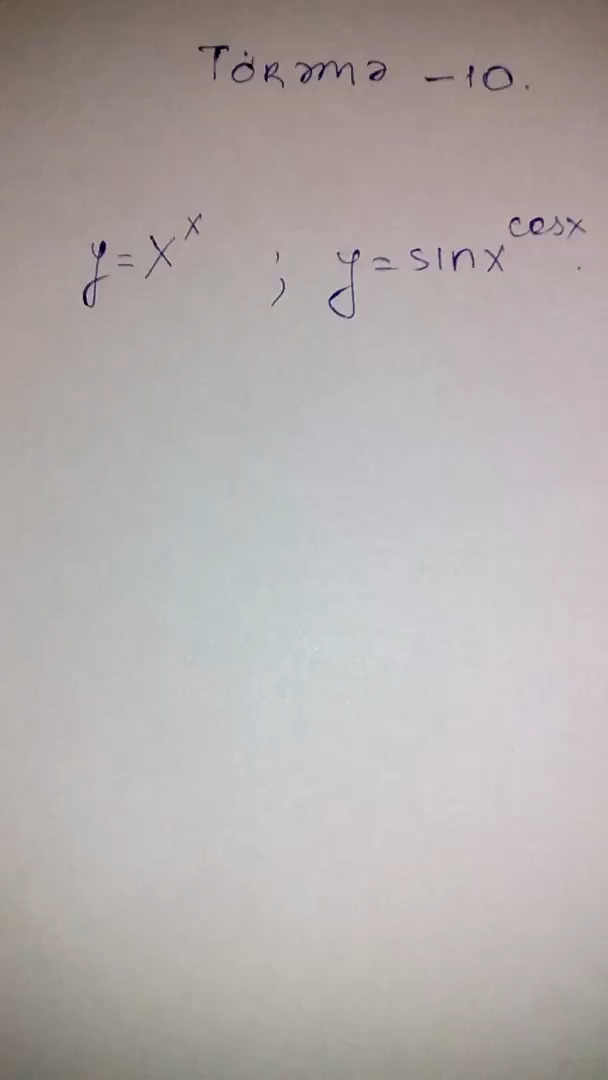 Törəmə - 10.
y = x^x ; y = sinx^cosx.